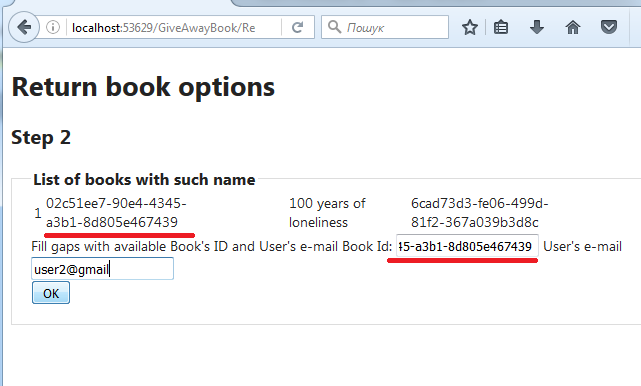 localhost:53629/GiveAwayBook/Re
Пошук
Return book options
Step 2
List of books with such name
1 02c51ee7-90e4-4345-a3b1-8d805e467439 100 years of loneliness 6cad73d3-fe06-499d-81f2-367a039b3d8c
Fill gaps with available Book's ID and User's e-mail Book Id: 45-a3b1-8d805e467439 User's e-mail
user2@gmail
OK